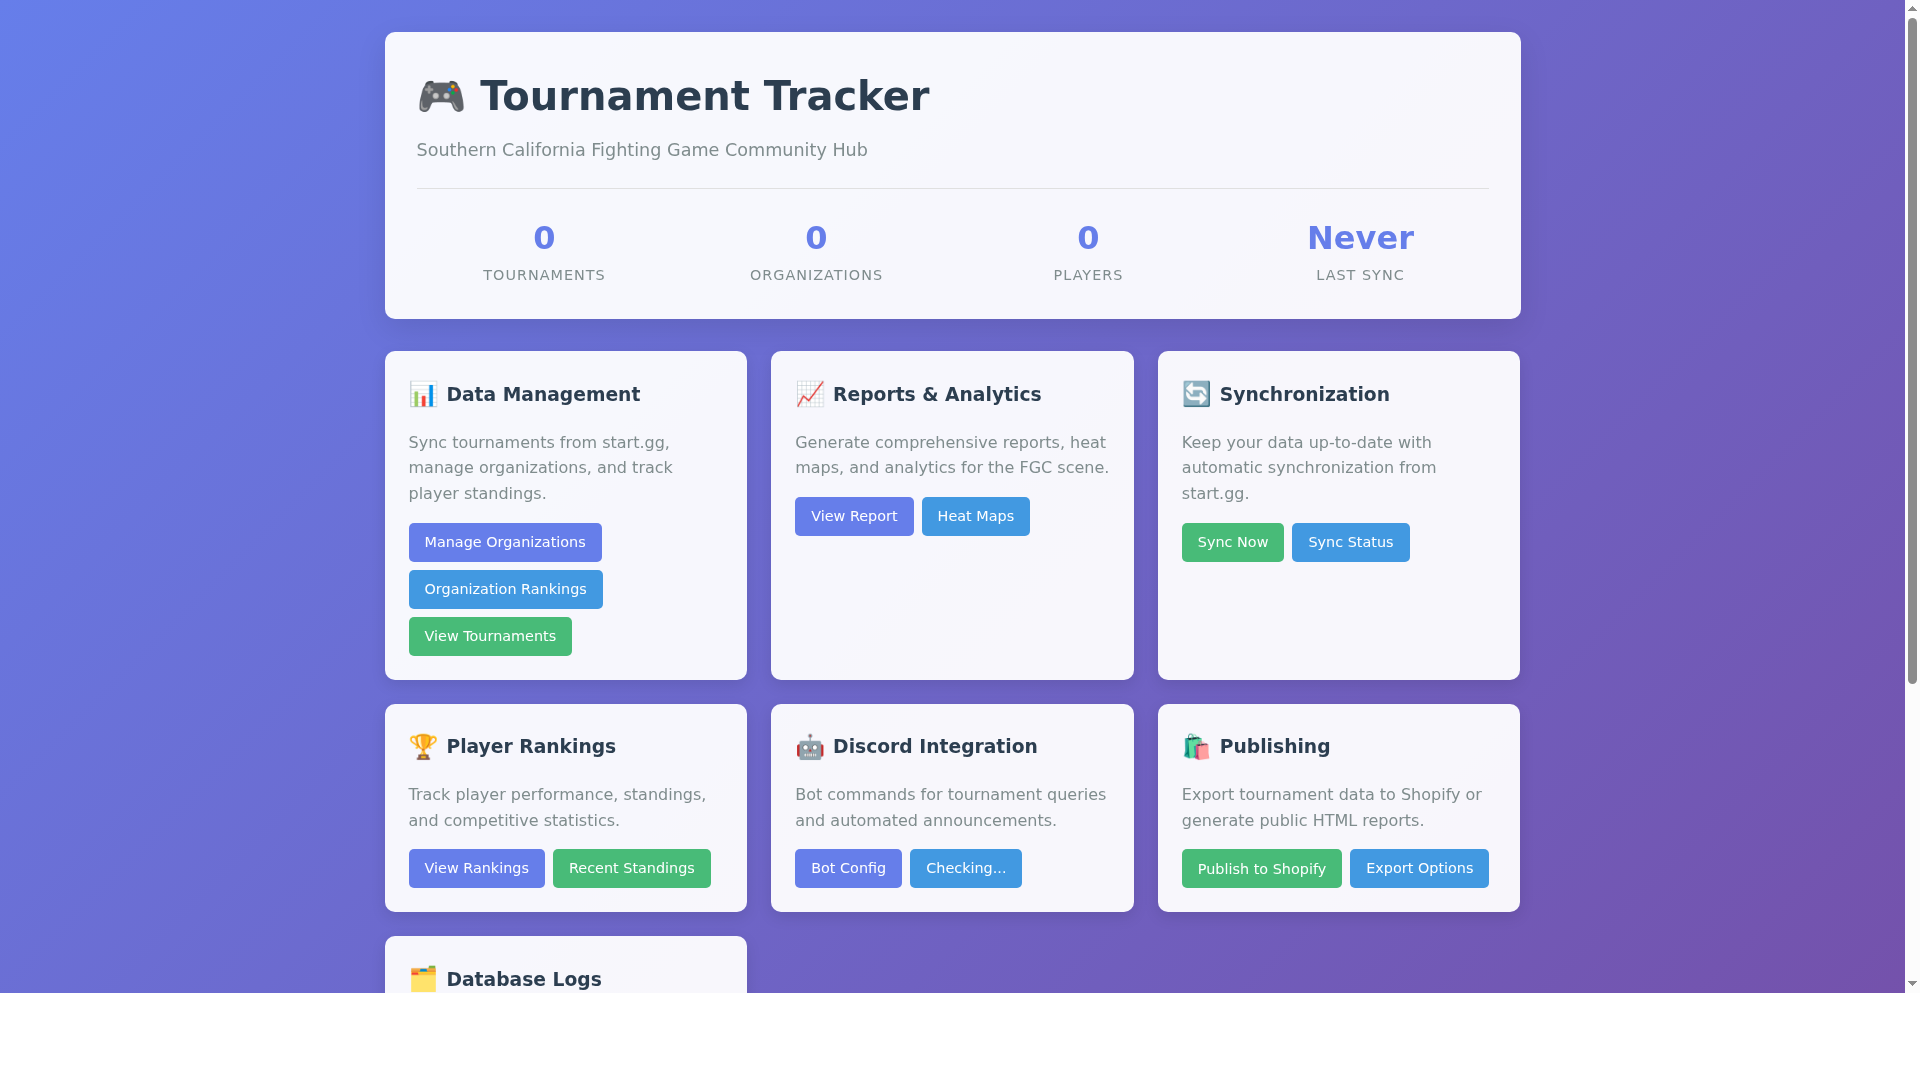 Tournament Tracker
Southern California Fighting Game Community Hub
0
TOURNAMENTS
0
ORGANIZATIONS
0
PLAYERS
Never
LAST SYNC
Data Management
Sync tournaments from start.gg,
manage organizations, and track
player standings.
Manage Organizations
Organization Rankings
View Tournaments
Reports & Analytics
Generate comprehensive reports, heat
maps, and analytics for the FGC scene.
View Report
Heat Maps
Synchronization
Keep your data up-to-date with
automatic synchronization from
start.gg.
Sync Now
Sync Status
Player Rankings
Track player performance, standings,
and competitive statistics.
View Rankings
Recent Standings
Discord Integration
Bot commands for tournament queries
and automated announcements.
Bot Config
Checking...
Publishing
Export tournament data to Shopify or
generate public HTML reports.
Publish to Shopify
Export Options
Database Logs